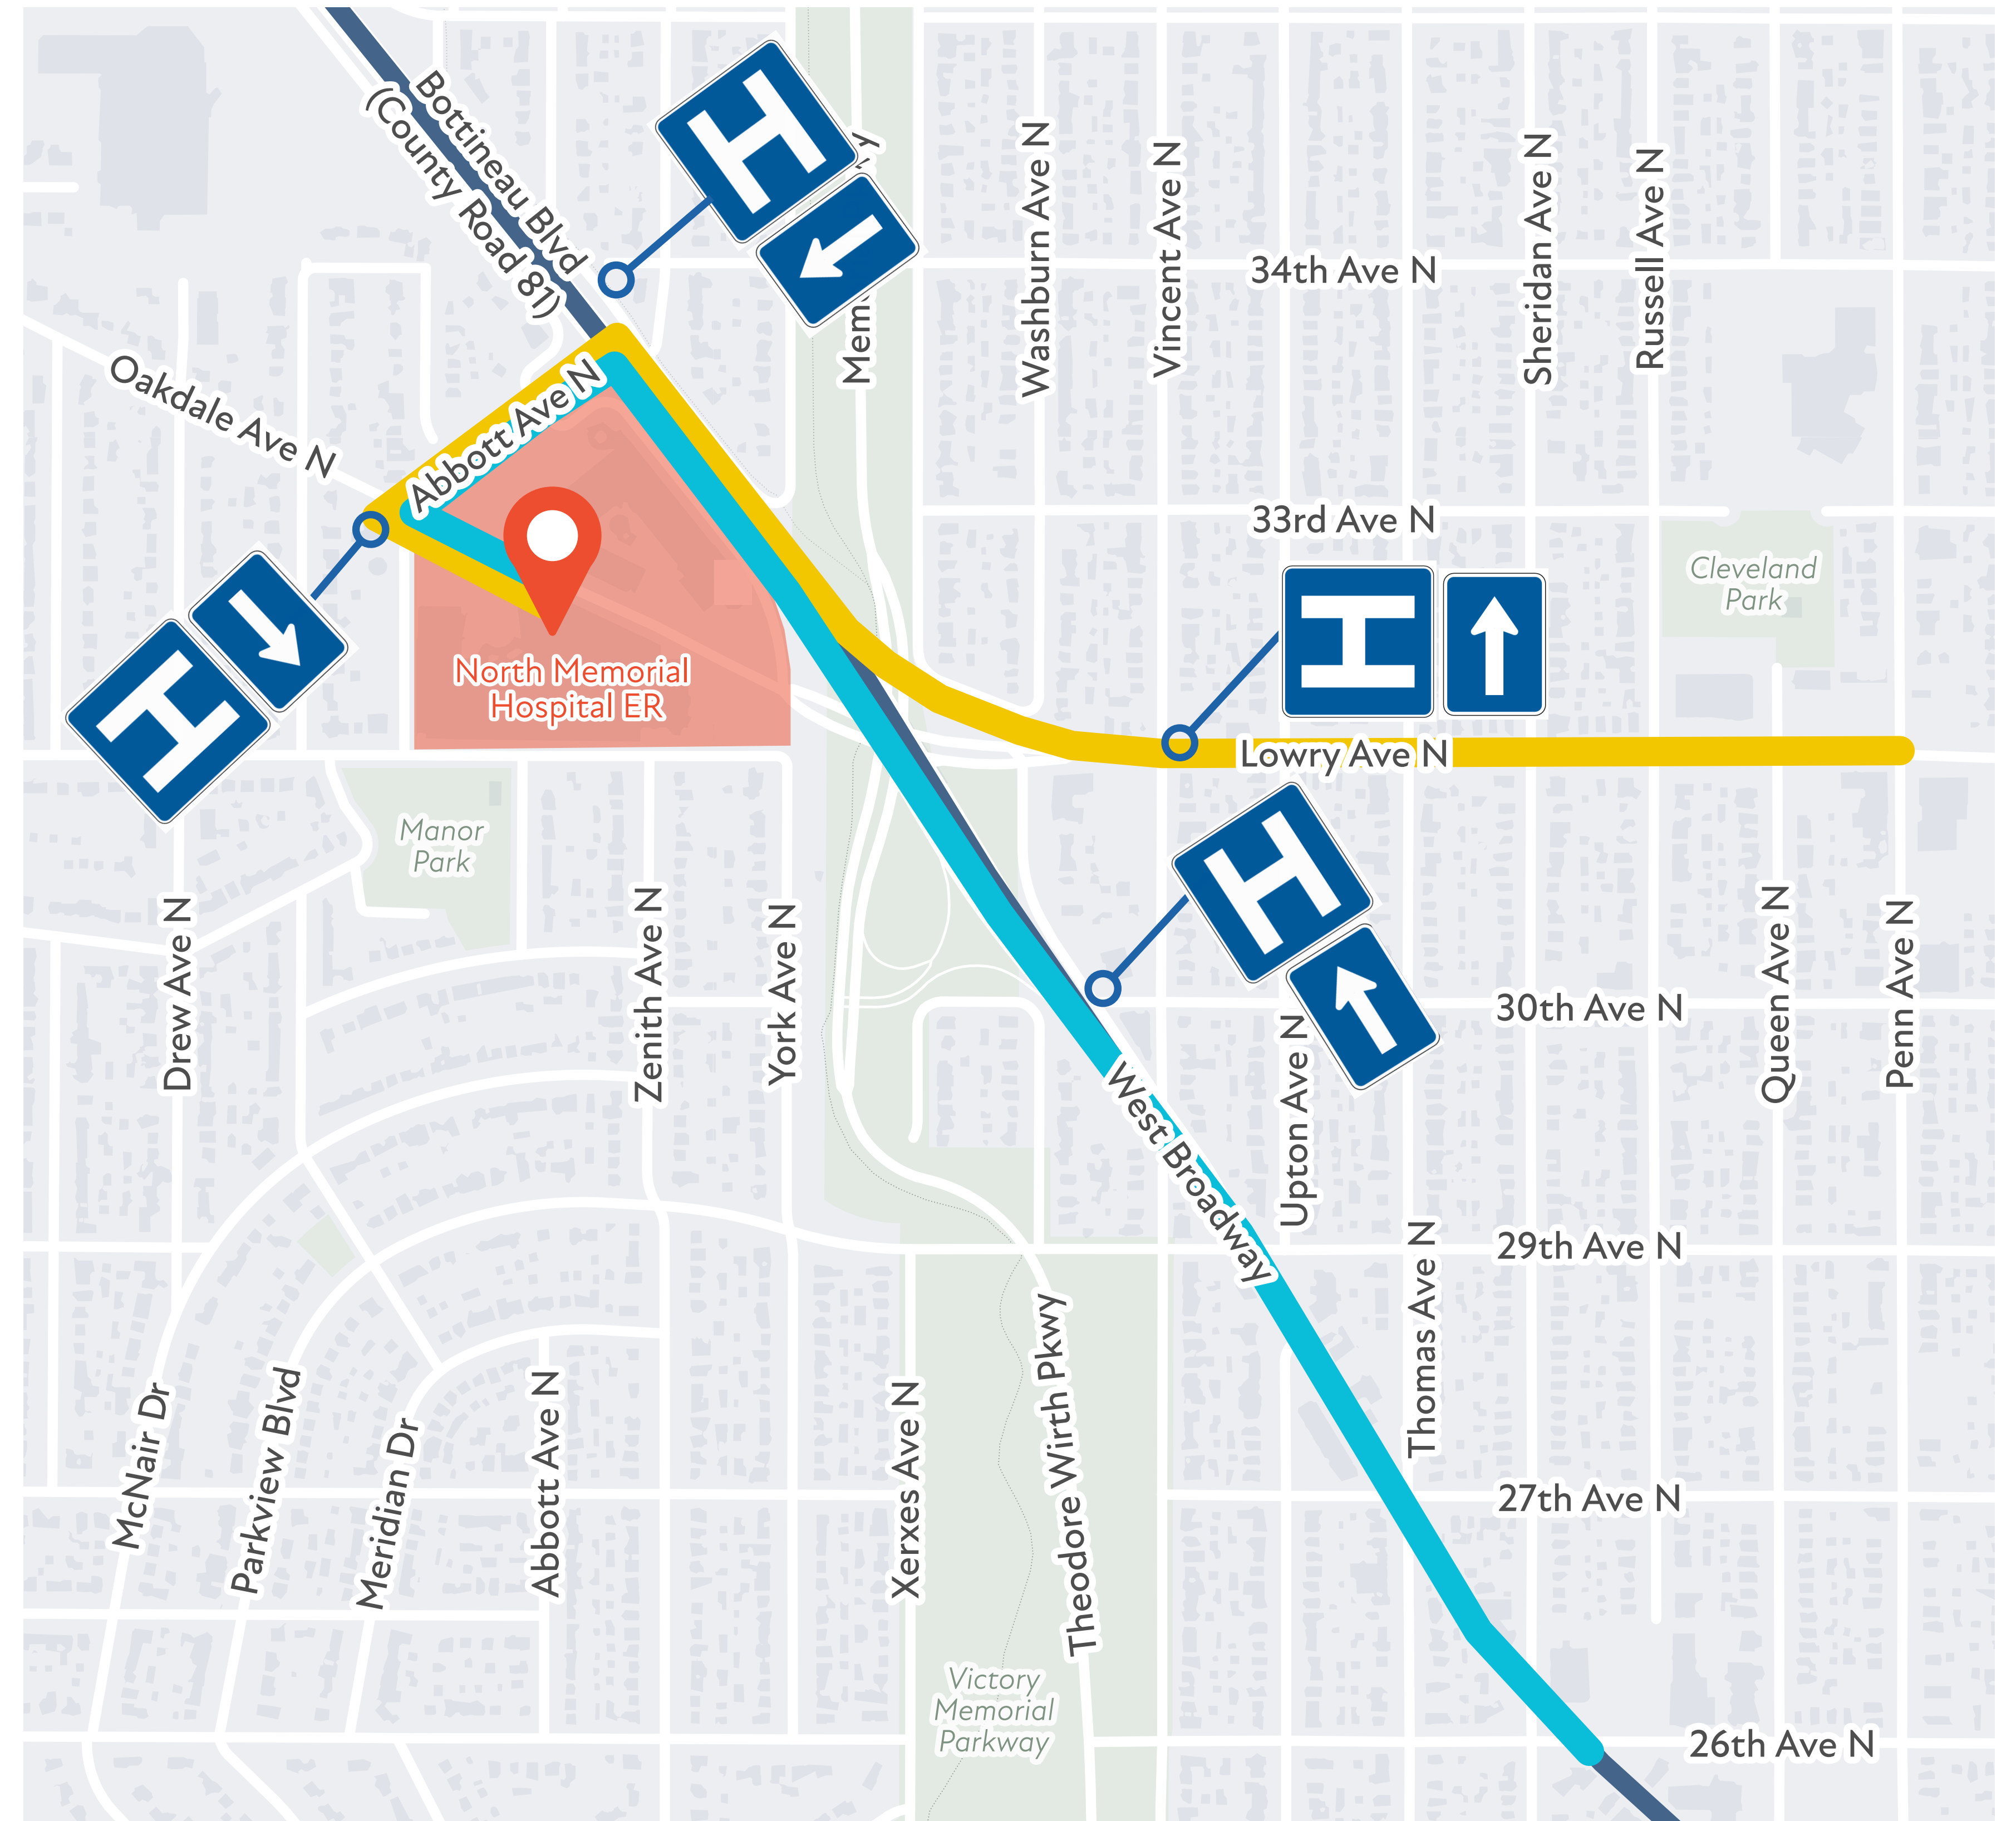 Bottineau Blvd
(County Road 81)
H
Mem
Washburn Ave N
Vincent Ave N
34th Ave N
Sheridan Ave N
Russell Ave N
Oakdale Ave N
Abbott Ave N
33rd Ave N
Cleveland
Park
H
North Memorial
Hospital ER
H
Lowry Ave N
Manor
Park
H
Drew Ave N
Zenith Ave N
York Ave N
30th Ave N
Queen Ave N
Penn Ave N
Upton Ave N
West Broadway
29th Ave N
Thomas Ave N
McNair Dr
Parkview Blvd
Meridian Dr
Abbott Ave N
Xerxes Ave N
Theodore Wirth Pkwy
27th Ave N
Victory
Memorial
Parkway
26th Ave N